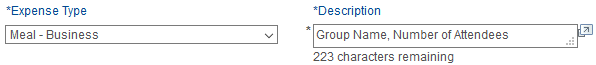 *Expense Type
*Description
Meal - Business
* Group Name, Number of Attendees
223 characters remaining